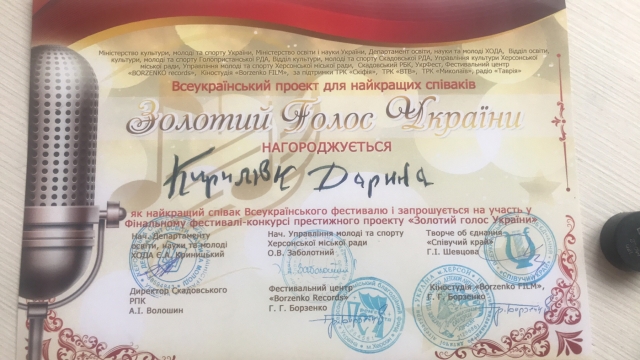 Міністерство культури, молоді та спорту України, Міністерство освіти і науки України, Департамент освіти, науки та молоді ХОДА, Відділ освіти,
культури, молоді та спорту Голопристанської РДА, Відділ культури, молоді та спорту Скадовської РДА, Управління культури Херсонської
міської ради, Управління молоді та спорту Херсонської міської ради, Скадовський РБК, Укрфест, Фестивальний центр
«BORZENKO records», Кіностудія «Borzenko FILM», за підтримки ТРК «Скіфія», ТРК «ВТВ», ТРК «Миколаїв», радіо «Таврія»
Всеукраїнський проект для найкращих співаків
Золотий Голос України
НАГОРОДЖУЄТЬСЯ
Кирилівк Дарина
як найкращий співак Всеукраїнського фестивалю і запрошується на участь у
Фінальному фестивалі-конкурсі престижного проекту «Золотий голос України»
Нач. Департаменту
освіти, науки та молоді
ХОДА Є.А. Криницький
Нач. Управління молоді та спорту
Херсонської міської ради
О.В. Заболотний
Творче об єднання
«Співучий край»
Г.І. Шевцова
Директор Скадовського
РПК
А.І. Волошин
Фестивальний центр
«Borzenko Records»
Г. Г. Борзенко
Кіностудія «Borzenko FILM»,
Г. Г. Борзенко